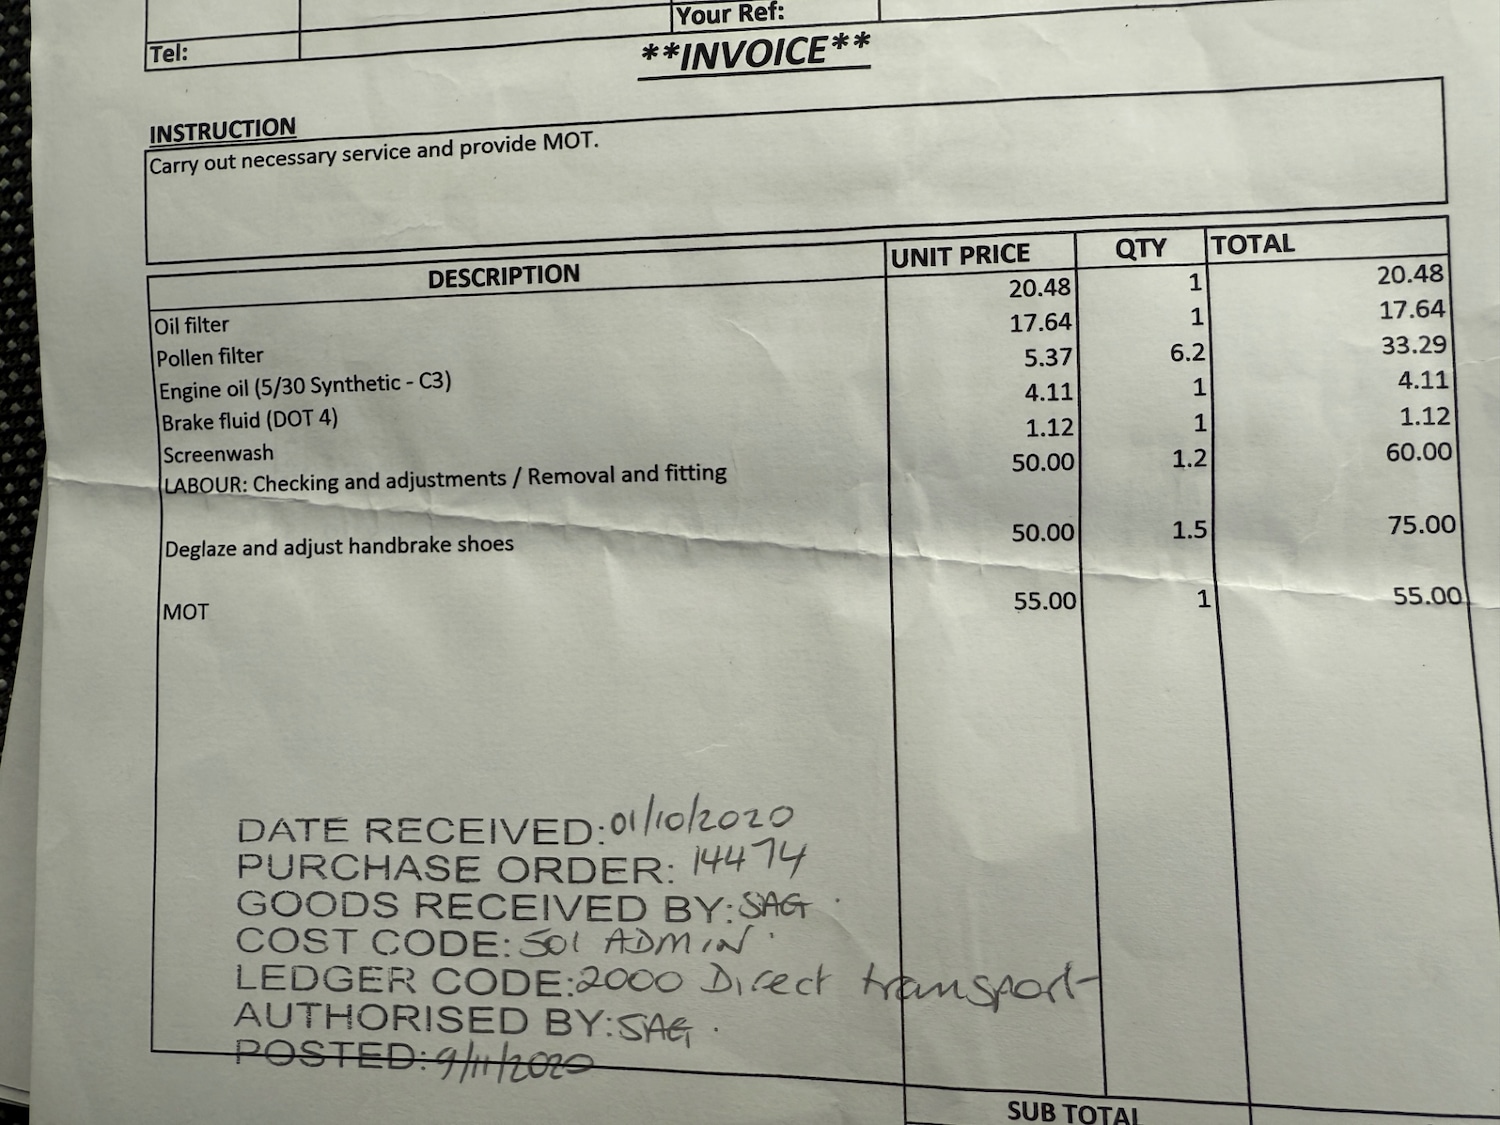 Your Ref:
Tel:
**INVOICE**
INSTRUCTION
Carry out necessary service and provide MOT.
DESCRIPTION UNIT PRICE QTY TOTAL
Oil filter 20.48 1 20.48
Pollen filter 17.64 1 17.64
Engine oil (5/30 Synthetic - C3) 5.37 6.2 33.29
Brake fluid (DOT 4) 4.11 1 4.11
Screenwash 1.12 1 1.12
LABOUR: Checking and adjustments / Removal and fitting 50.00 1.2 60.00
Deglaze and adjust handbrake shoes 50.00 1.5 75.00
MOT 55.00 1 55.00
DATE RECEIVED: 01/10/2020
PURCHASE ORDER: 14474
GOODS RECEIVED BY: SAG
COST CODE: 501 ADMIN
LEDGER CODE: 2000 Direct transport
AUTHORISED BY: SAG
POSTED: 9/11/2020
SUB TOTAL